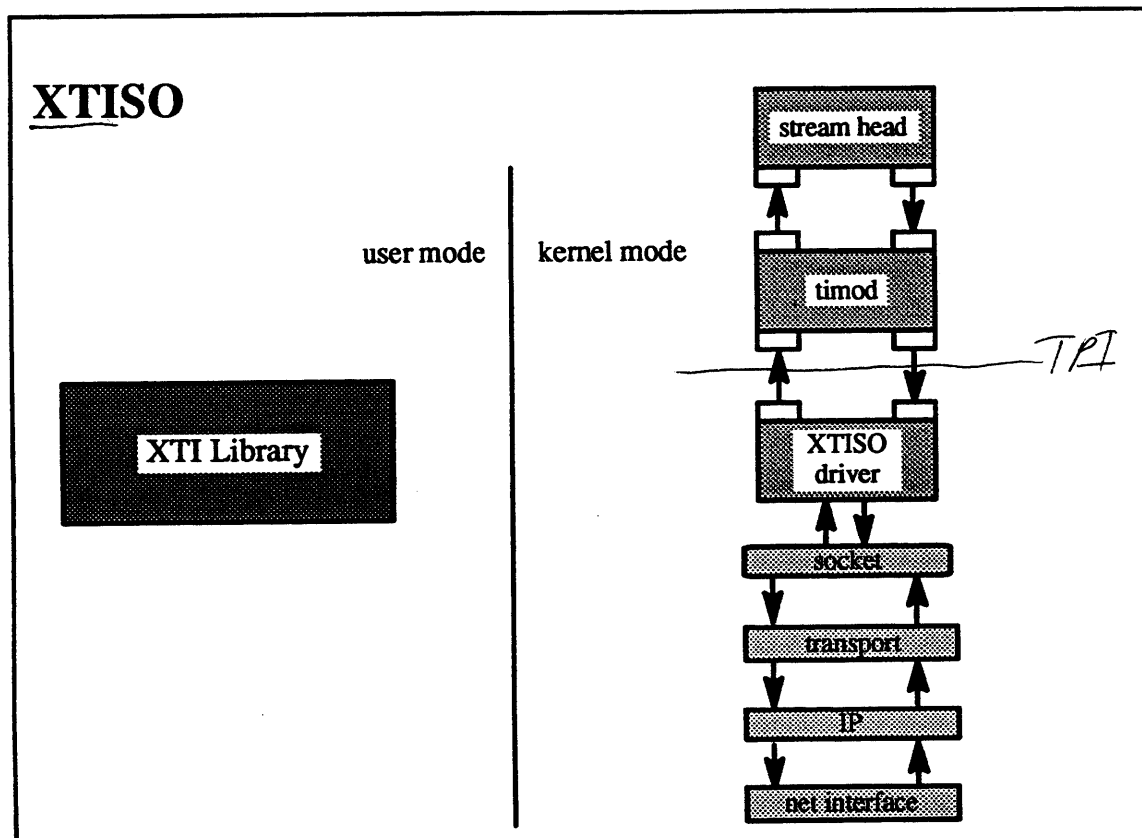 XTISO
stream head
user mode
kernel mode
timod
TPI
XTI Library
XTISO
driver
socket
transport
IP
net interface